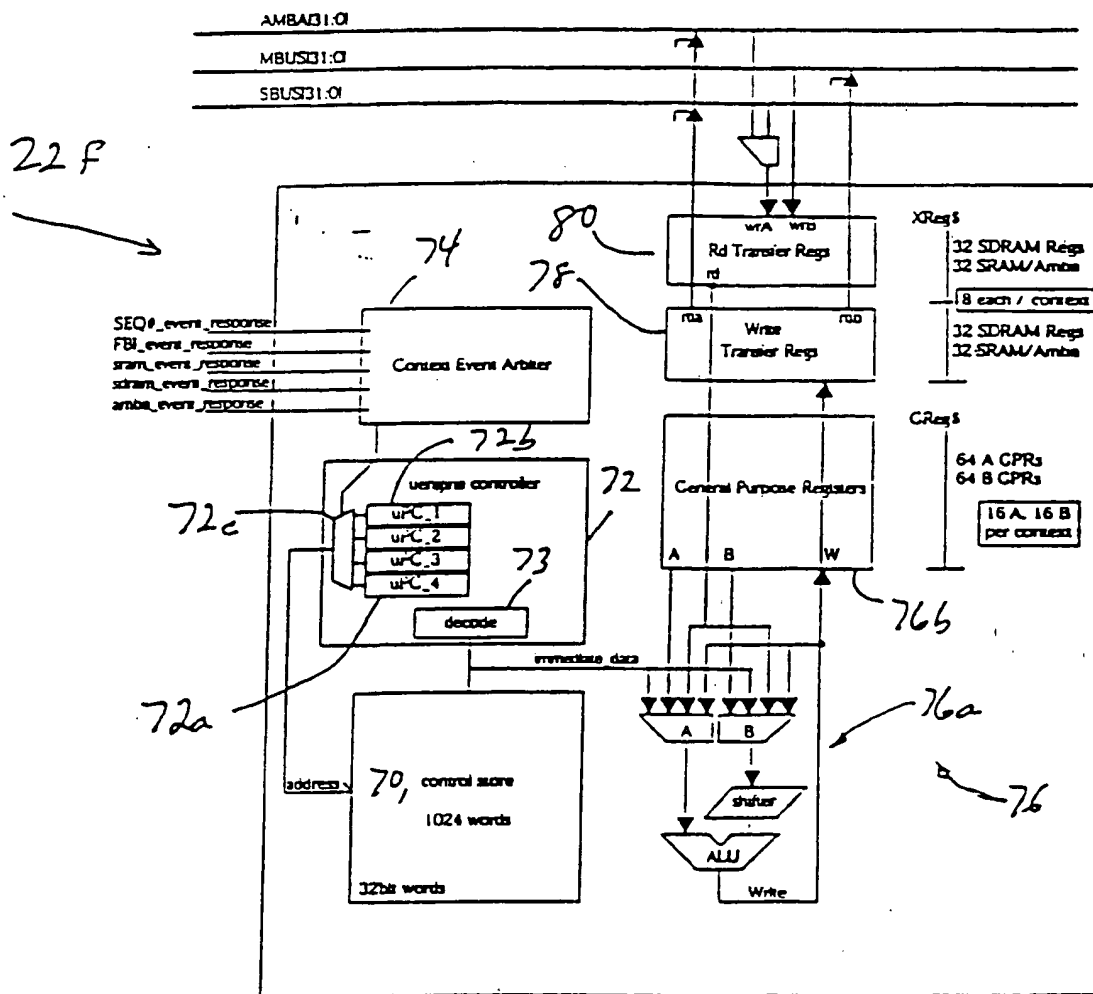 AMBA[31:0]
MBUS[31:0]
SBUS[31:0]
22f
80
wrA wrB
Rd Transfer Regs
rd
XRegs
32 SDRAM Regs
32 SRAM/Amba
8 each / context
32 SDRAM Regs
32 SRAM/Amba
74
78
Write
Transfer Regs
SEQ#_event_response
FBI_event_response
sram_event_response
sdram_event_response
amba_event_response
Context Event Arbiter
72b
controller
72
72c
uPC_1
uPC_2
uPC_3
uPC_4
73
decode
General Purpose Registers
A B W
GRegs
64 A GPRs
64 B GPRs
16 A, 16 B
per context
76b
immediate data
72a
A B
76a
76
address
70, control store
1024 words
32bit words
shifter
ALU
Write